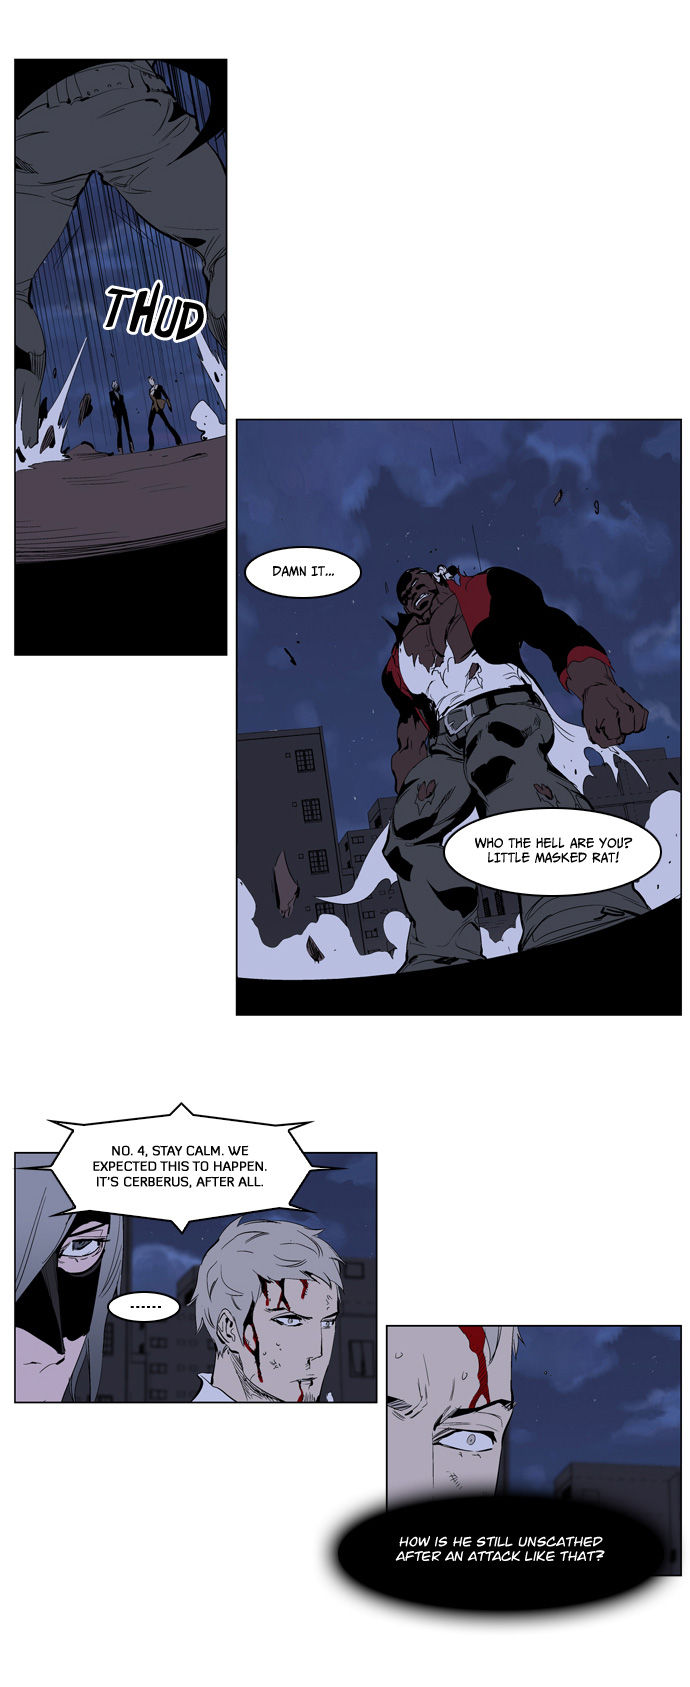 THUD
DAMN IT...
WHO THE HELL ARE YOU?
LITTLE MASKED RAT!
NO. 4, STAY CALM. WE
EXPECTED THIS TO HAPPEN.
IT'S CERBERUS, AFTER ALL.
......
HOW IS HE STILL UNSCATHED
AFTER AN ATTACK LIKE THAT?